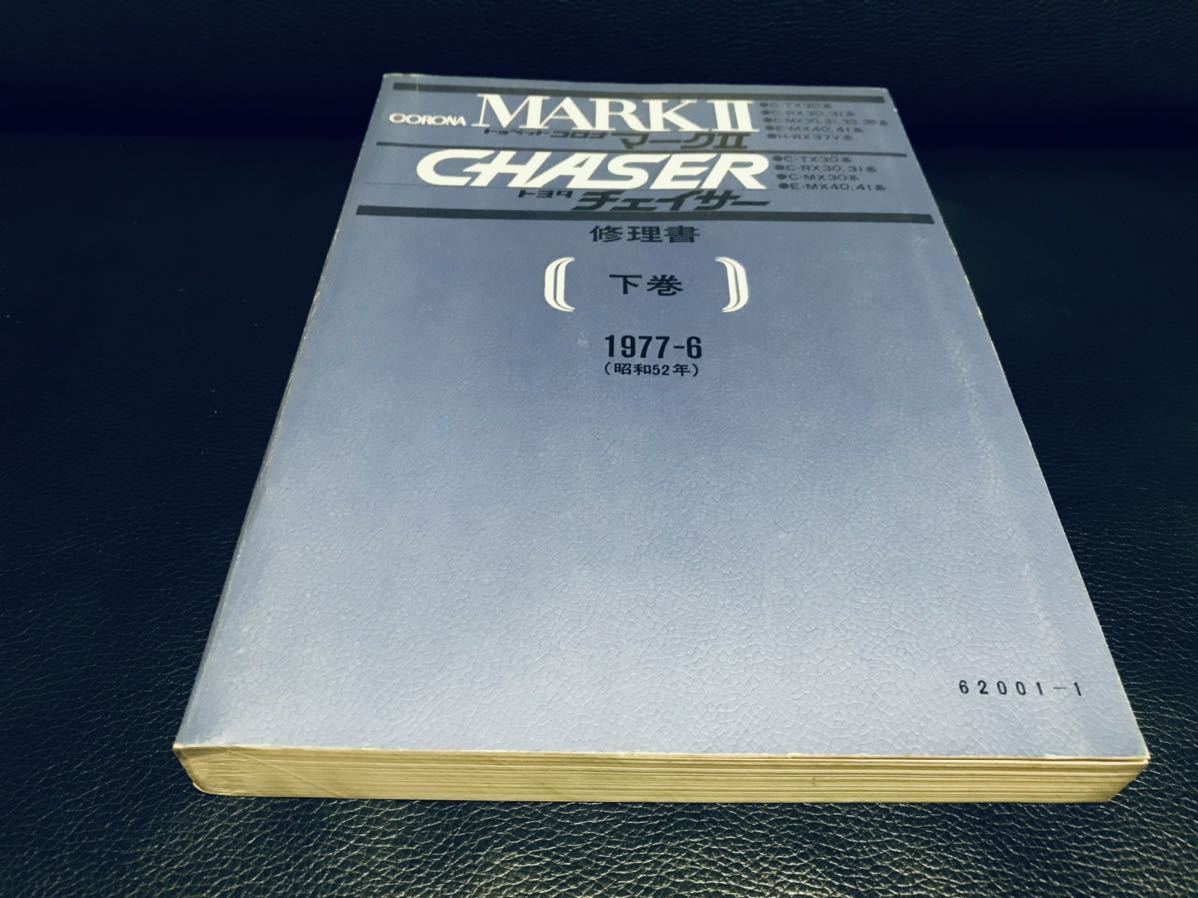 CORONA MARK II
トヨペット コロナ マークII
●C-TX30系
●C-RX30,31系
●C-MX30,31,33,38系
●E-MX40,41系
●H-RX37V系
CHASER
トヨタ チェイサー
●C-TX30系
●C-RX30,31系
●C-MX30系
●E-MX40,41系
修理書
下巻
1977-6
(昭和52年)
62001-1